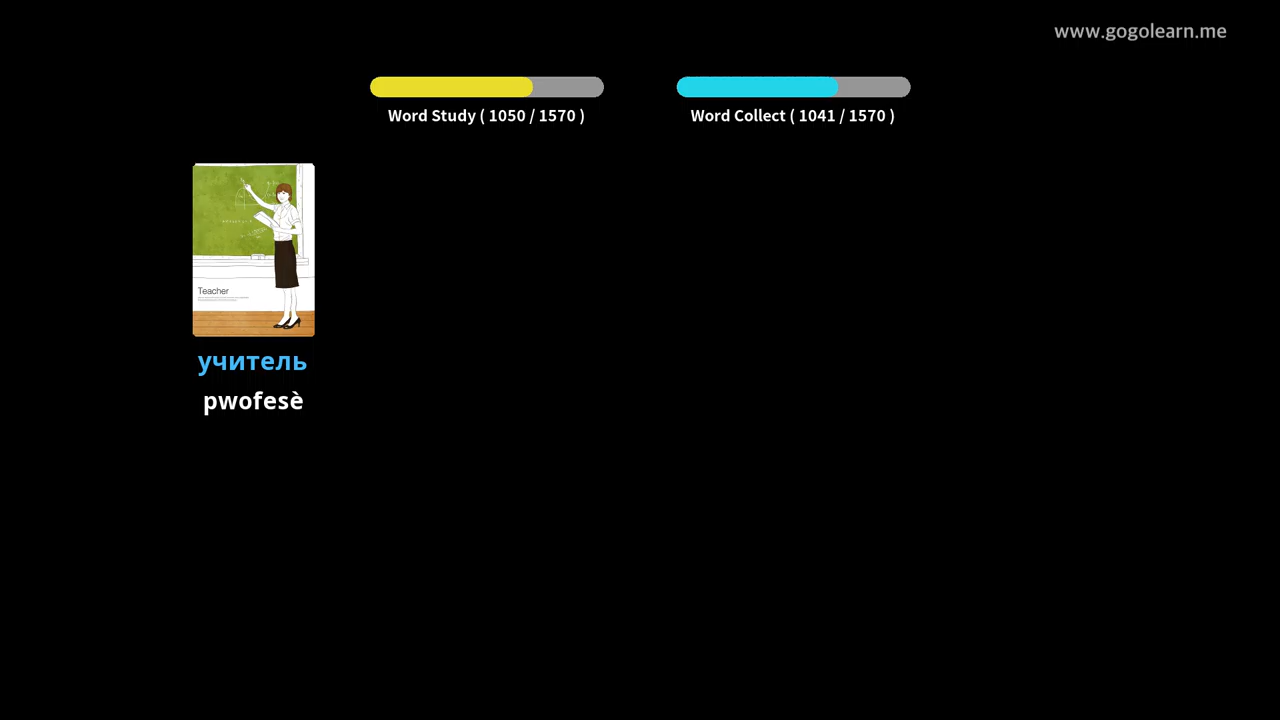 www.gogolearn.me
Word Study ( 1050 / 1570 )
Word Collect ( 1041 / 1570 )
Teacher
учитель
pwofesè